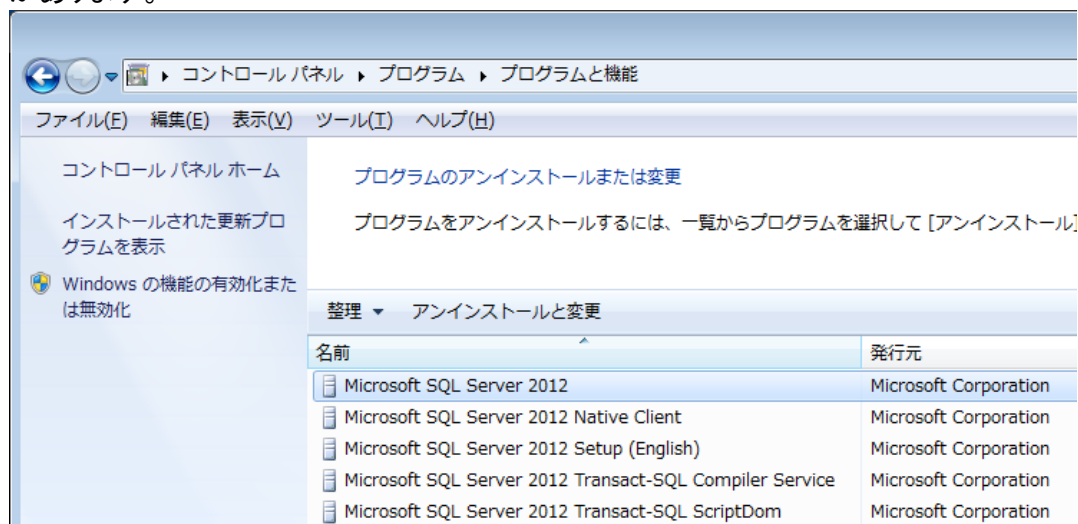 があります。
コントロール パネル ▸ プログラム ▸ プログラムと機能
ファイル(F) 編集(E) 表示(V) ツール(T) ヘルプ(H)
コントロール パネル ホーム
インストールされた更新プロ
グラムを表示
Windows の機能の有効化また
は無効化
プログラムのアンインストールまたは変更
プログラムをアンインストールするには、一覧からプログラムを選択して [アンインストール]
整理 ▼ アンインストールと変更
名前 発行元
Microsoft SQL Server 2012 Microsoft Corporation
Microsoft SQL Server 2012 Native Client Microsoft Corporation
Microsoft SQL Server 2012 Setup (English) Microsoft Corporation
Microsoft SQL Server 2012 Transact-SQL Compiler Service Microsoft Corporation
Microsoft SQL Server 2012 Transact-SQL ScriptDom Microsoft Corporation